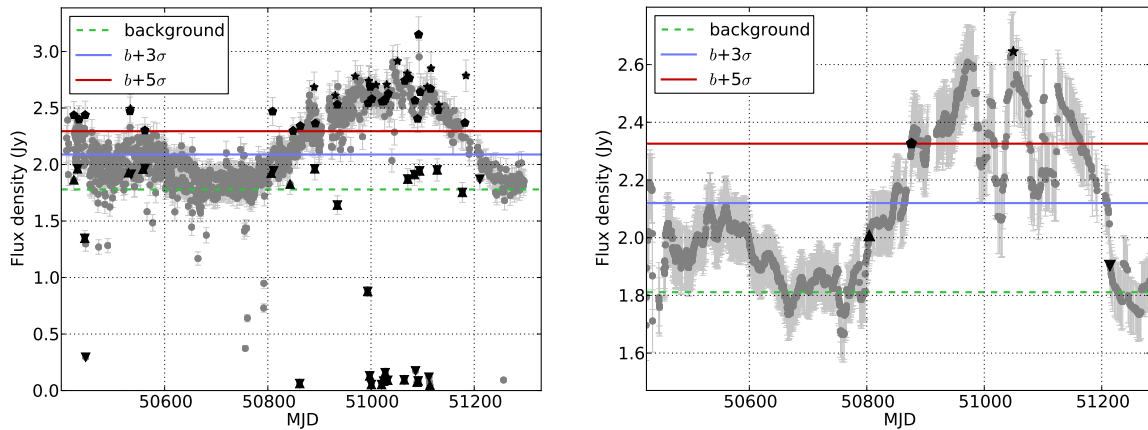 background
b+3σ
b+5σ
Flux density (Jy)
3.0
2.5
2.0
1.5
1.0
0.5
0.0
50600 50800 51000 51200
MJD
background
b+3σ
b+5σ
Flux density (Jy)
2.6
2.4
2.2
2.0
1.8
1.6
50600 50800 51000 51200
MJD